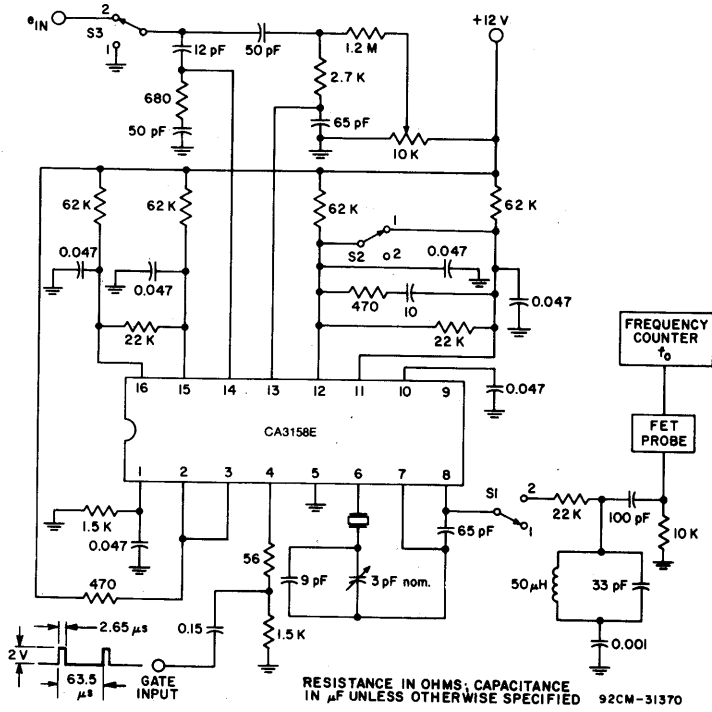 eIN
2
S3
1
12 pF
50 pF
1.2 M
+12 V
680
2.7 K
50 pF
65 pF
10 K
62 K
62 K
62 K
62 K
1
S2
2
0.047
0.047
0.047
0.047
470
10
22 K
22 K
FREQUENCY
COUNTER
fo
16
15
14
13
12
11
10
9
0.047
CA3158E
FET
PROBE
1
2
3
4
5
6
7
8
S1
2
1
22 K
100 pF
1.5 K
0.047
65 pF
10 K
56
9 pF
3 pF nom.
50 μH
33 pF
470
2.65 μs
0.15
1.5 K
0.001
2 V
63.5
μs
GATE
INPUT
RESISTANCE IN OHMS; CAPACITANCE
IN μF UNLESS OTHERWISE SPECIFIED 92CM-31370